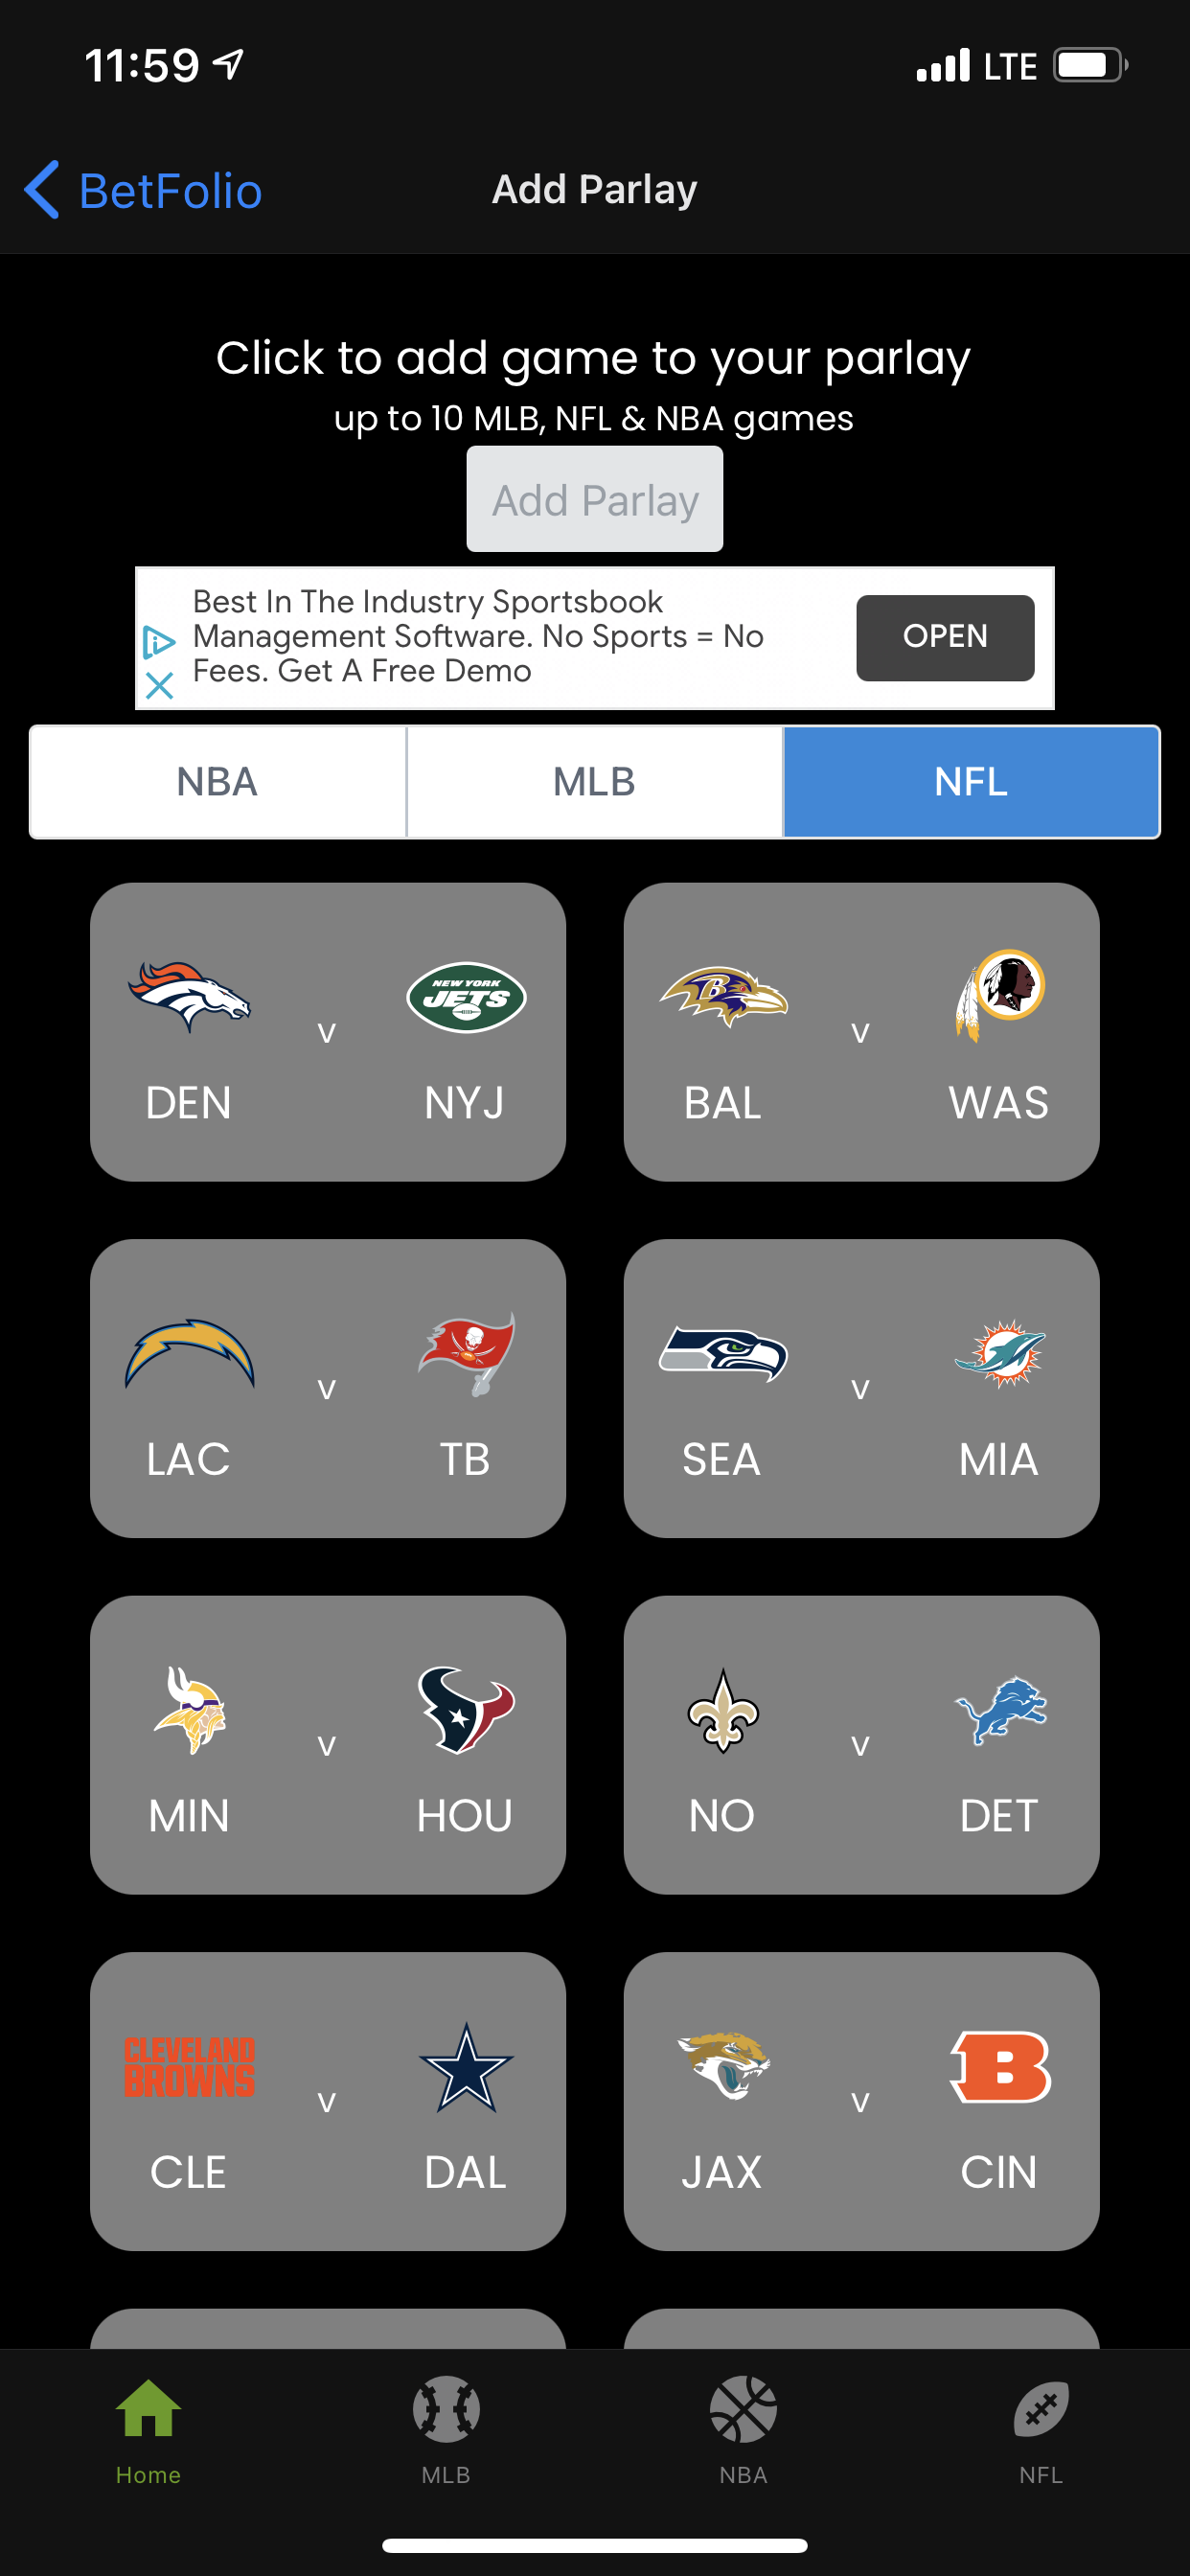 11:59
LTE
BetFolio
Add Parlay
Click to add game to your parlay
up to 10 MLB, NFL & NBA games
Add Parlay
Best In The Industry Sportsbook
Management Software. No Sports = No
Fees. Get A Free Demo
OPEN
NBA
MLB
NFL
NEW YORK
JETS
B
v
v
DEN
NYJ
BAL
WAS
v
v
LAC
TB
SEA
MIA
v
v
MIN
HOU
NO
DET
CLEVELAND
BROWNS
B
v
v
CLE
DAL
JAX
CIN
Home
MLB
NBA
NFL